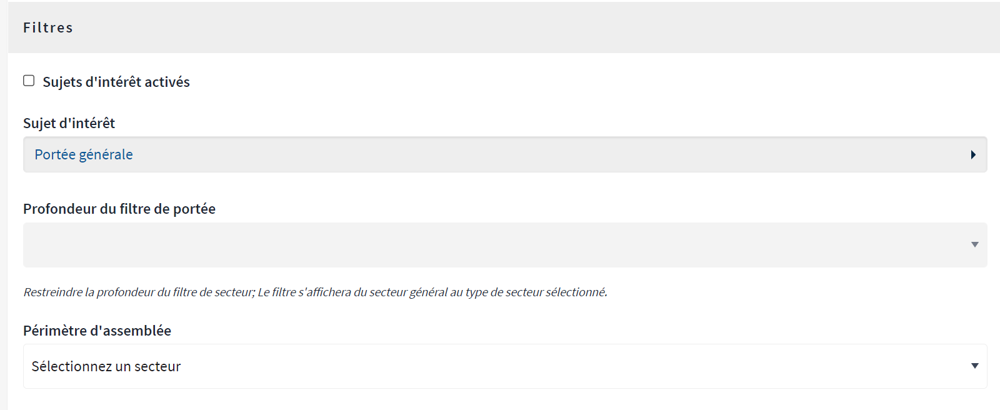 Filtres
Sujets d'intérêt activés
Sujet d'intérêt
Portée générale
Profondeur du filtre de portée
Restreindre la profondeur du filtre de secteur; Le filtre s'affichera du secteur général au type de secteur sélectionné.
Périmètre d'assemblée
Sélectionnez un secteur